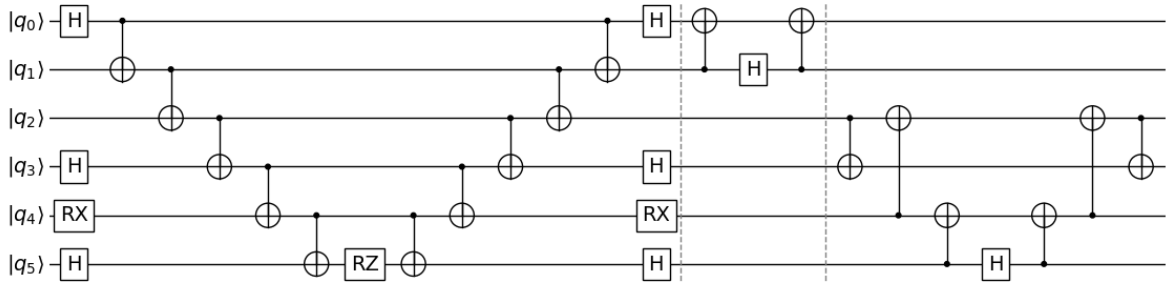 |q₀⟩ H H
|q₁⟩ H
|q₂⟩
|q₃⟩ H H
|q₄⟩ RX RX
|q₅⟩ H RZ H H